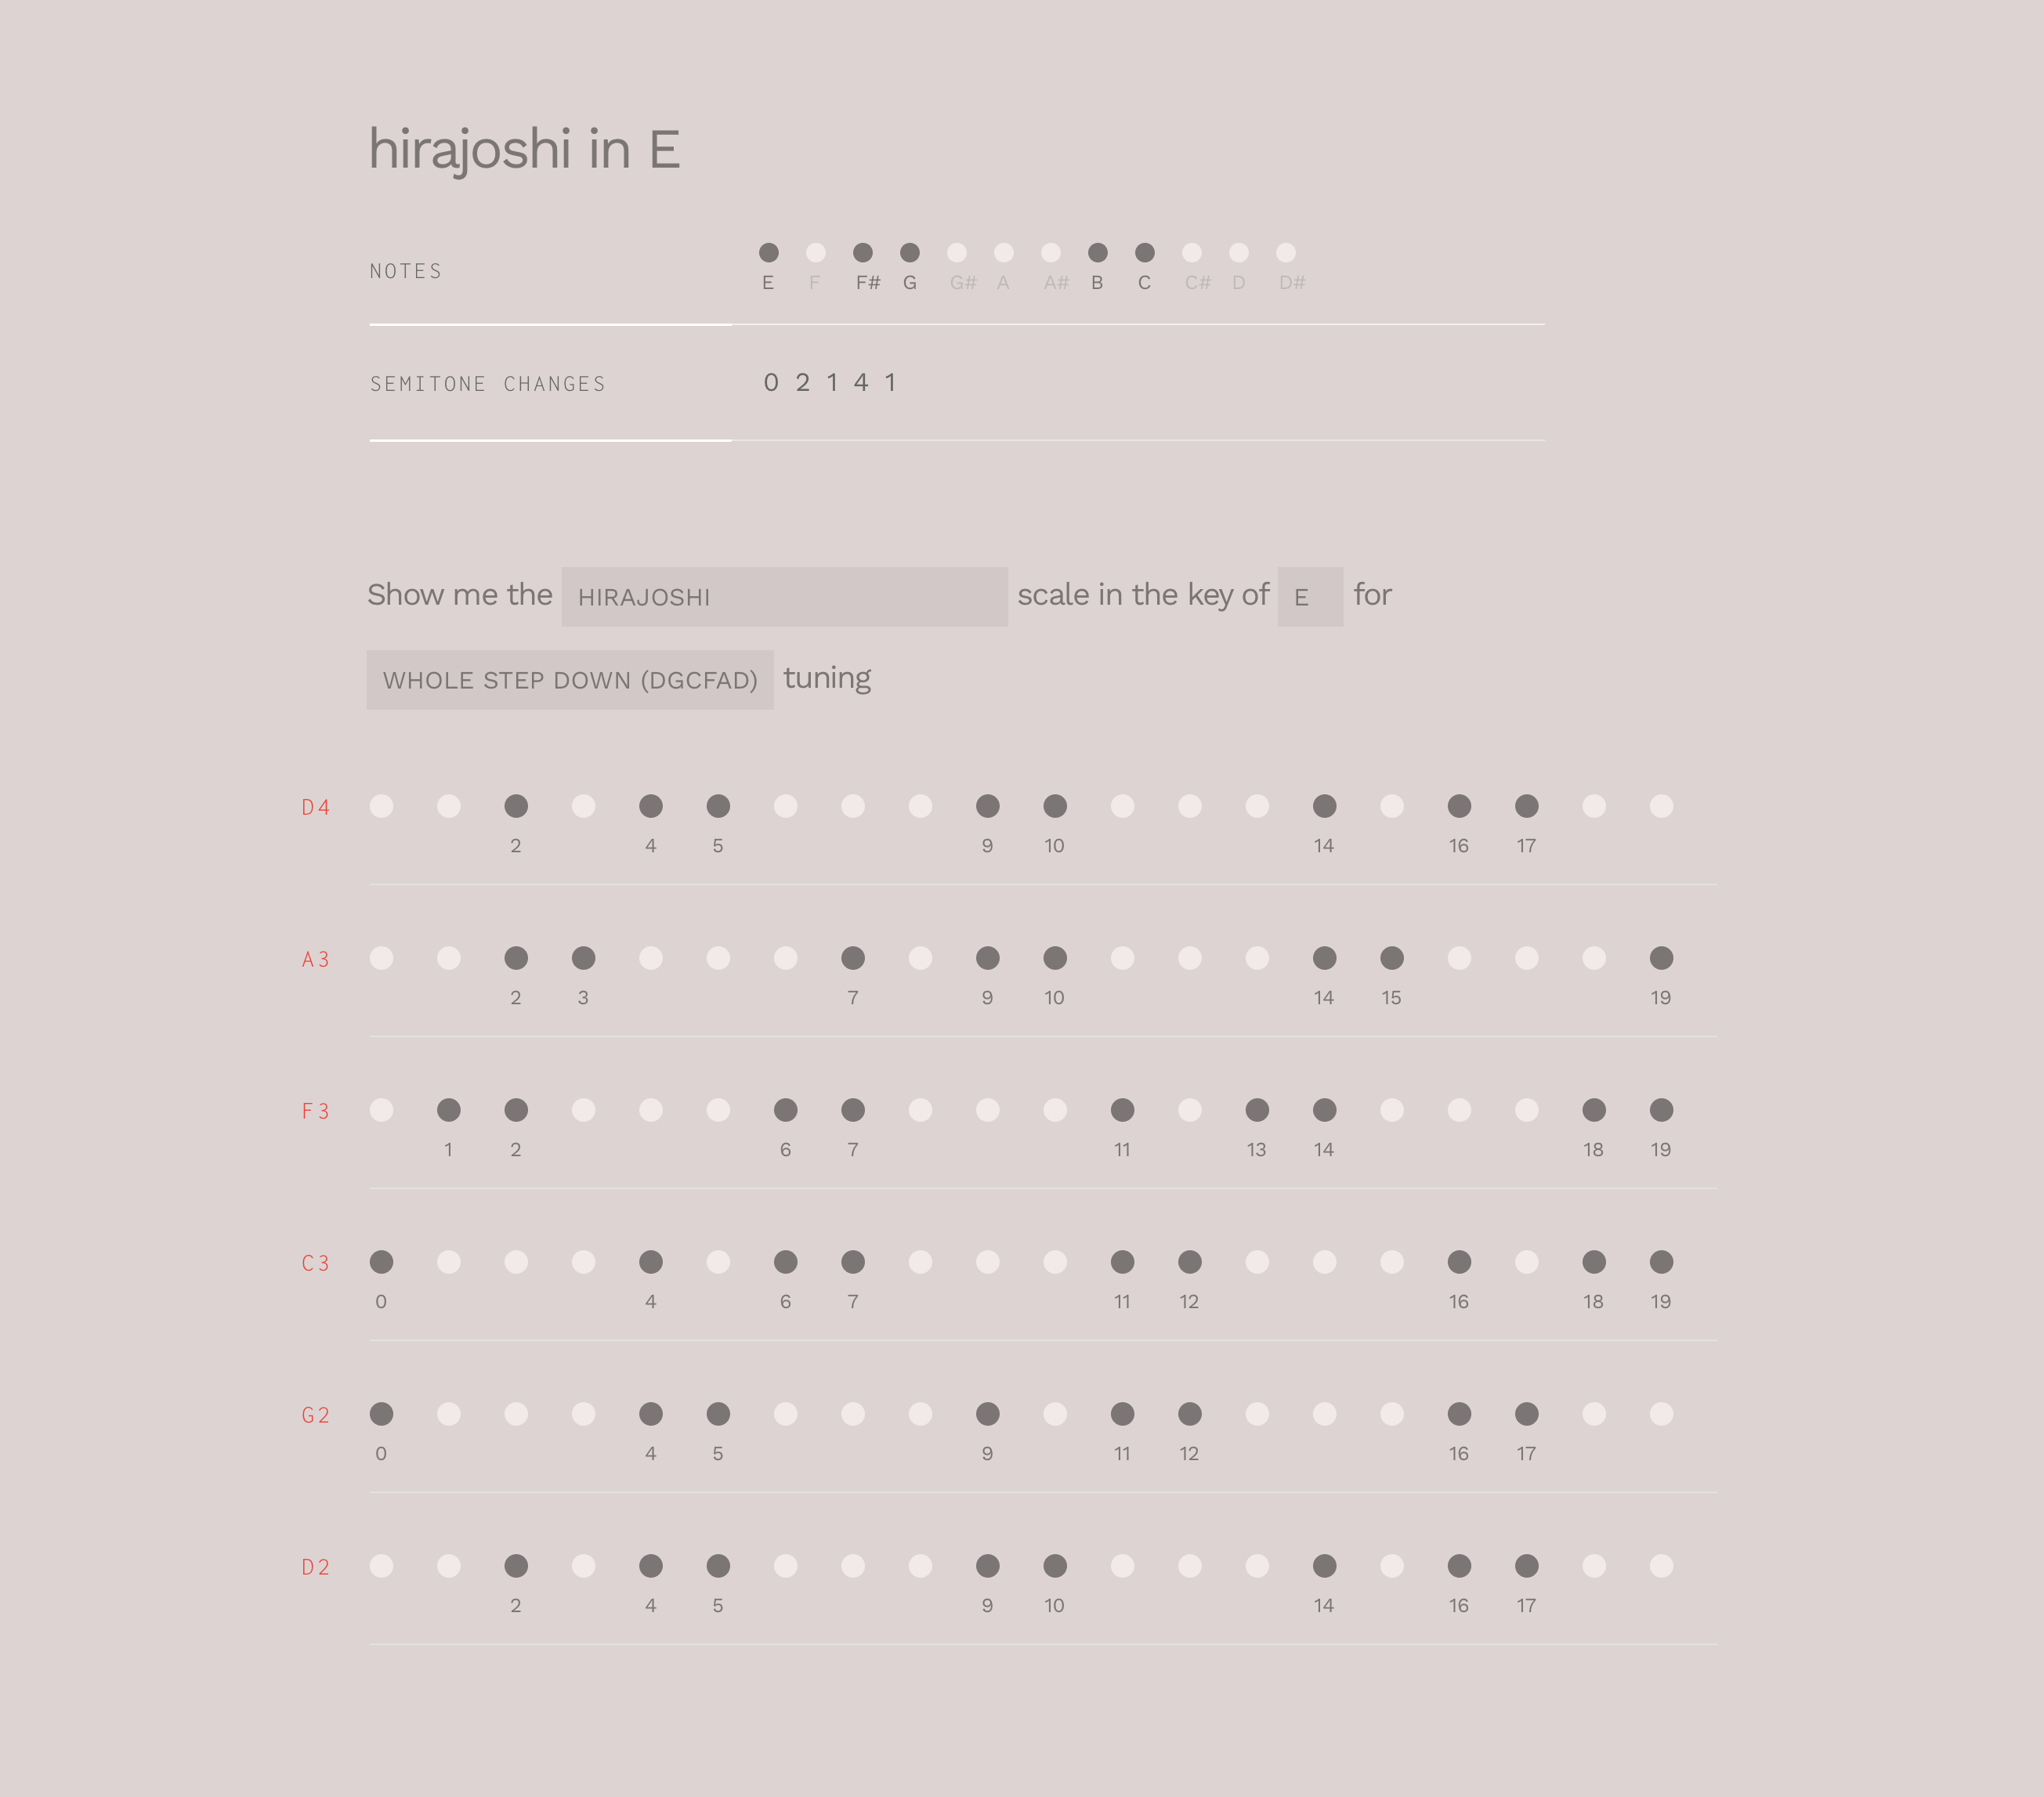 hirajoshi in E
NOTES
E F F# G G# A A# B C C# D D#
SEMITONE CHANGES 0 2 1 4 1
Show me the HIRAJOSHI scale in the key of E for
WHOLE STEP DOWN (DGCFAD) tuning
D4
2 4 5 9 10 14 16 17
A3
2 3 7 9 10 14 15 19
F3
1 2 6 7 11 13 14 18 19
C3
0 4 6 7 11 12 16 18 19
G2
0 4 5 9 11 12 16 17
D2
2 4 5 9 10 14 16 17